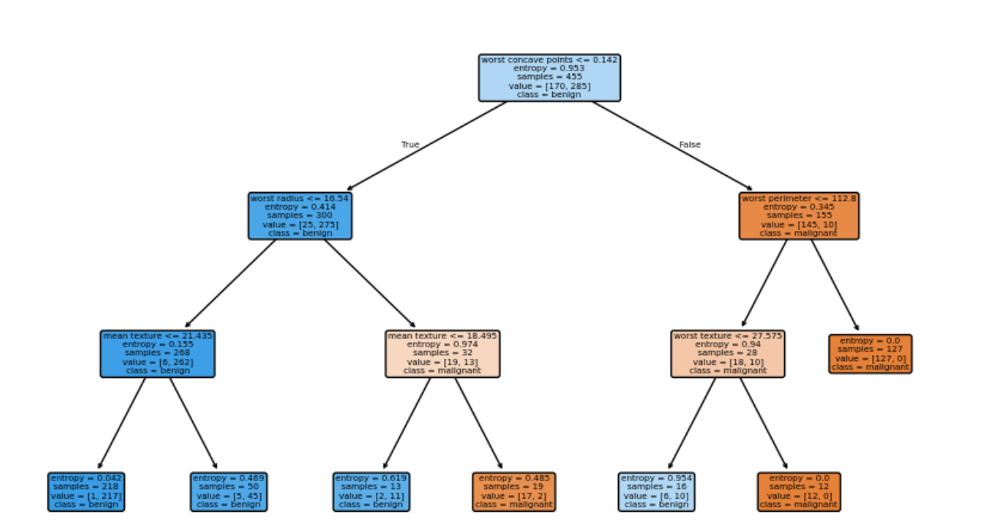 worst concave points <= 0.142
entropy = 0.953
samples = 455
value = [170, 285]
class = benign
True
False
worst radius <= 16.54
entropy = 0.414
samples = 300
value = [25, 275]
class = benign
worst perimeter <= 112.8
entropy = 0.345
samples = 155
value = [145, 10]
class = malignant
mean texture <= 21.435
entropy = 0.155
samples = 268
value = [6, 262]
class = benign
mean texture <= 18.495
entropy = 0.974
samples = 32
value = [19, 13]
class = malignant
worst texture <= 27.575
entropy = 0.94
samples = 28
value = [18, 10]
class = malignant
entropy = 0.0
samples = 127
value = [127, 0]
class = malignant
entropy = 0.042
samples = 218
value = [1, 217]
class = benign
entropy = 0.469
samples = 50
value = [5, 45]
class = benign
entropy = 0.619
samples = 13
value = [2, 11]
class = benign
entropy = 0.485
samples = 19
value = [17, 2]
class = malignant
entropy = 0.954
samples = 16
value = [6, 10]
class = benign
entropy = 0.0
samples = 12
value = [12, 0]
class = malignant